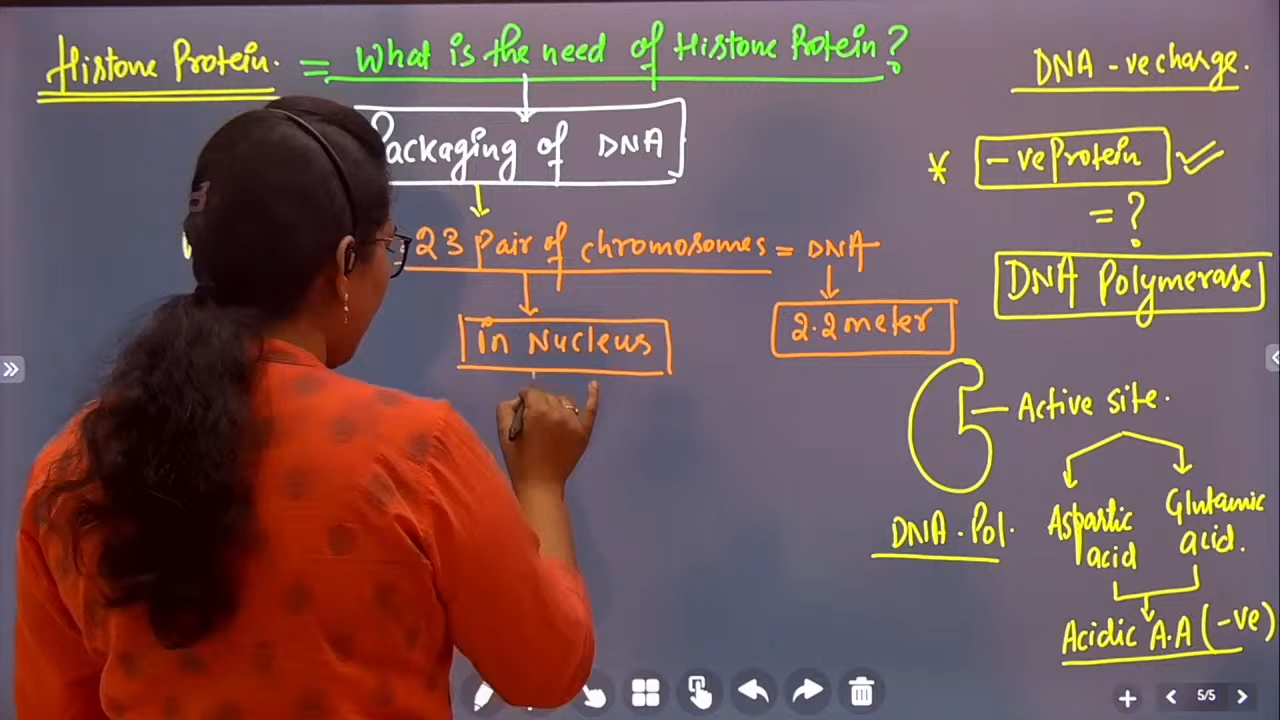 Histone Protein. = What is the need of Histone Protein?
Packaging of DNA
23 Pair of chromosomes = DNA
in Nucleus
2.2 meter
DNA -ve charge.
* -ve Protein ✓
= ?
DNA Polymerase
Active site.
DNA . Pol.
Aspartic
acid
Glutamic
acid.
Acidic A.A (-ve)
5/5